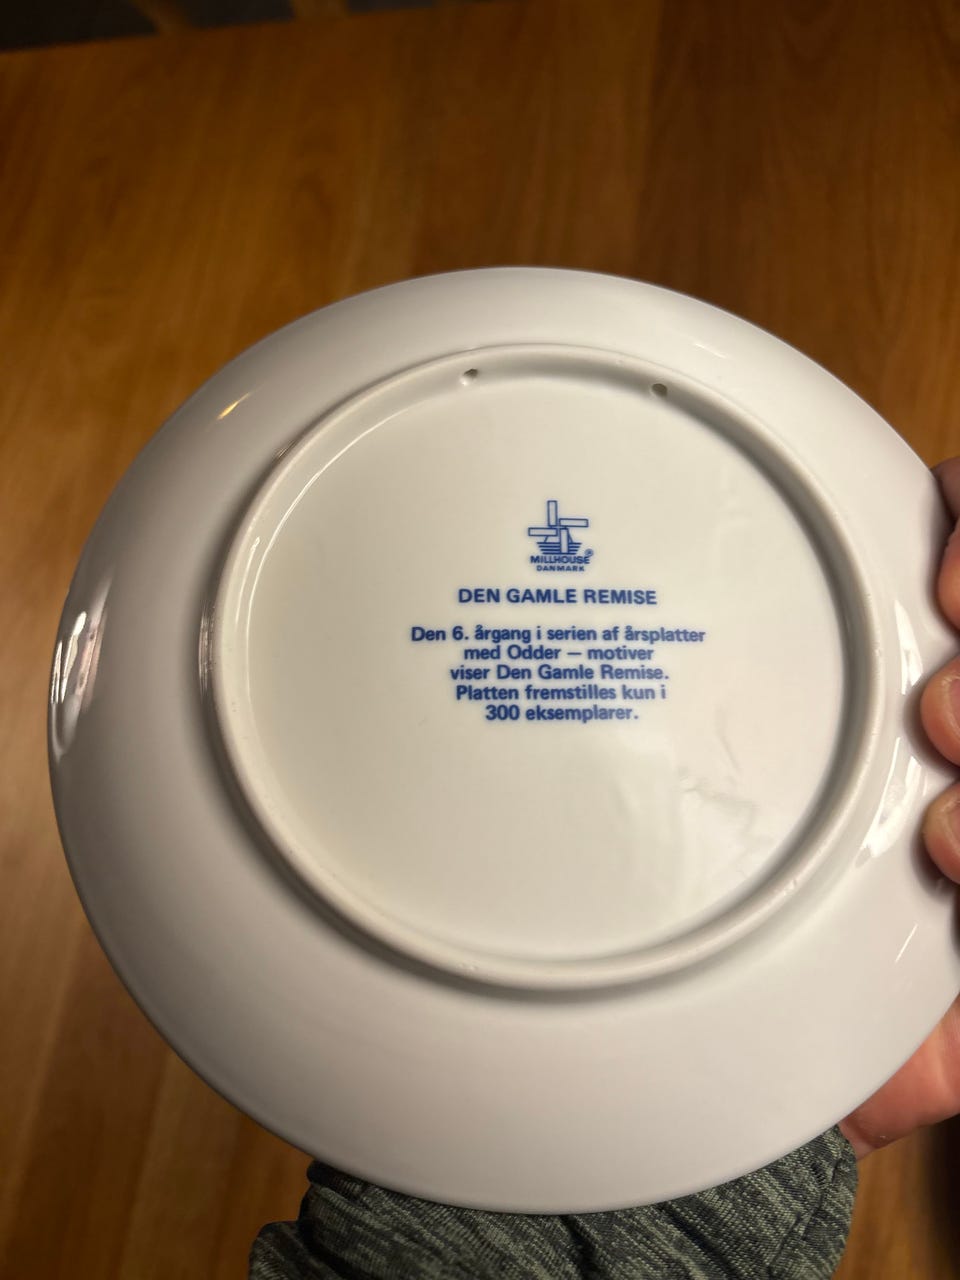 MILLHOUSE®
DANMARK
DEN GAMLE REMISE
Den 6. årgang i serien af årsplatter
med Odder — motiver
viser Den Gamle Remise.
Platten fremstilles kun i
300 eksemplarer.